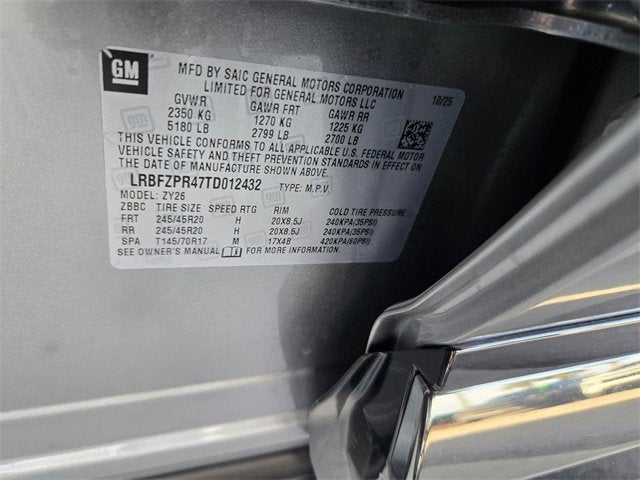 GM
MFD BY SAIC GENERAL MOTORS CORPORATION
LIMITED FOR GENERAL MOTORS LLC
10/25
GVWR GAWR FRT GAWR RR
2350 KG 1270 KG 1225 KG
5180 LB 2799 LB 2700 LB
THIS VEHICLE CONFORMS TO ALL APPLICABLE U.S. FEDERAL MOTOR
VEHICLE SAFETY AND THEFT PREVENTION STANDARDS IN EFFECT ON
THE DATE OF MANUFACTURE SHOWN ABOVE.
LRBFZPR47TD012432 TYPE: M.P.V.
MODEL: ZY26
ZBBC TIRE SIZE SPEED RTG RIM COLD TIRE PRESSURE
FRT 245/45R20 H 20X8.5J 240KPA(35PSI)
RR 245/45R20 H 20X8.5J 240KPA(35PSI)
SPA T145/70R17 M 17X4B 420KPA(60PSI)
SEE OWNER'S MANUAL FOR MORE INFORMATION.